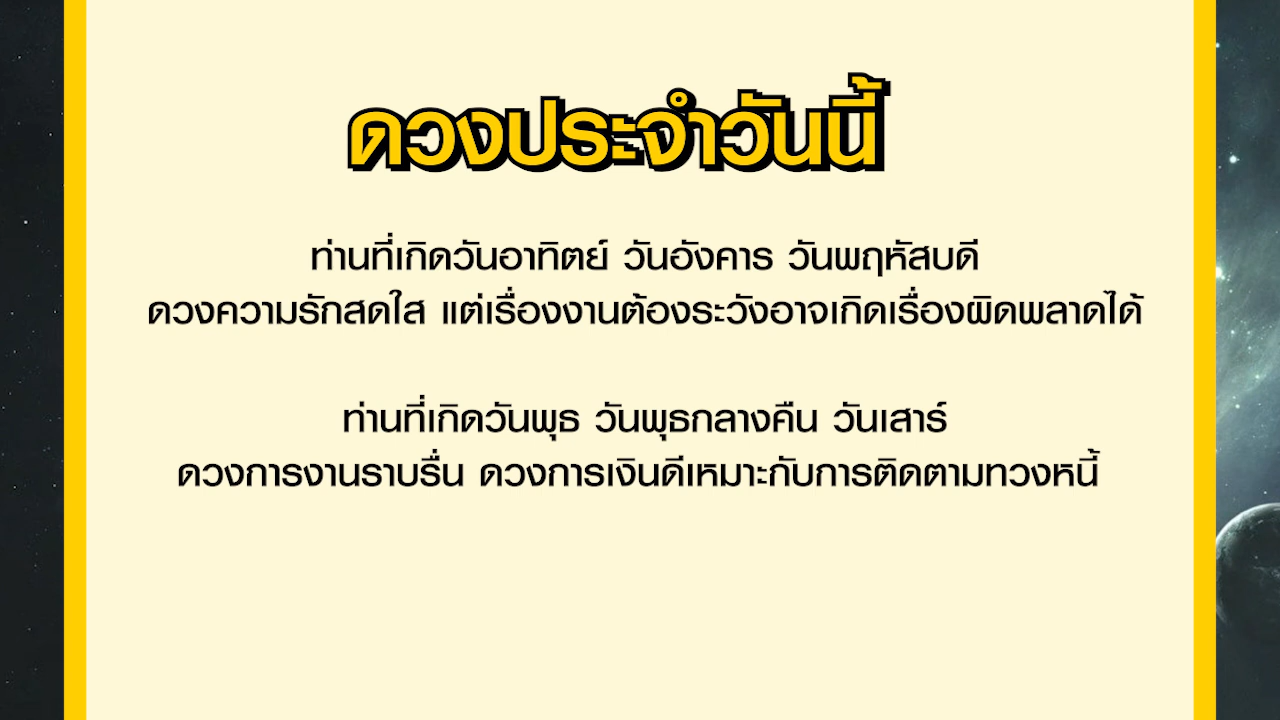 ดวงประจำวันนี้
ท่านที่เกิดวันอาทิตย์ วันอังคาร วันพฤหัสบดี
ดวงความรักสดใส แต่เรื่องงานต้องระวังอาจเกิดเรื่องผิดพลาดได้
ท่านที่เกิดวันพุธ วันพุธกลางคืน วันเสาร์
ดวงการงานราบรื่น ดวงการเงินดีเหมาะกับการติดตามทวงหนี้